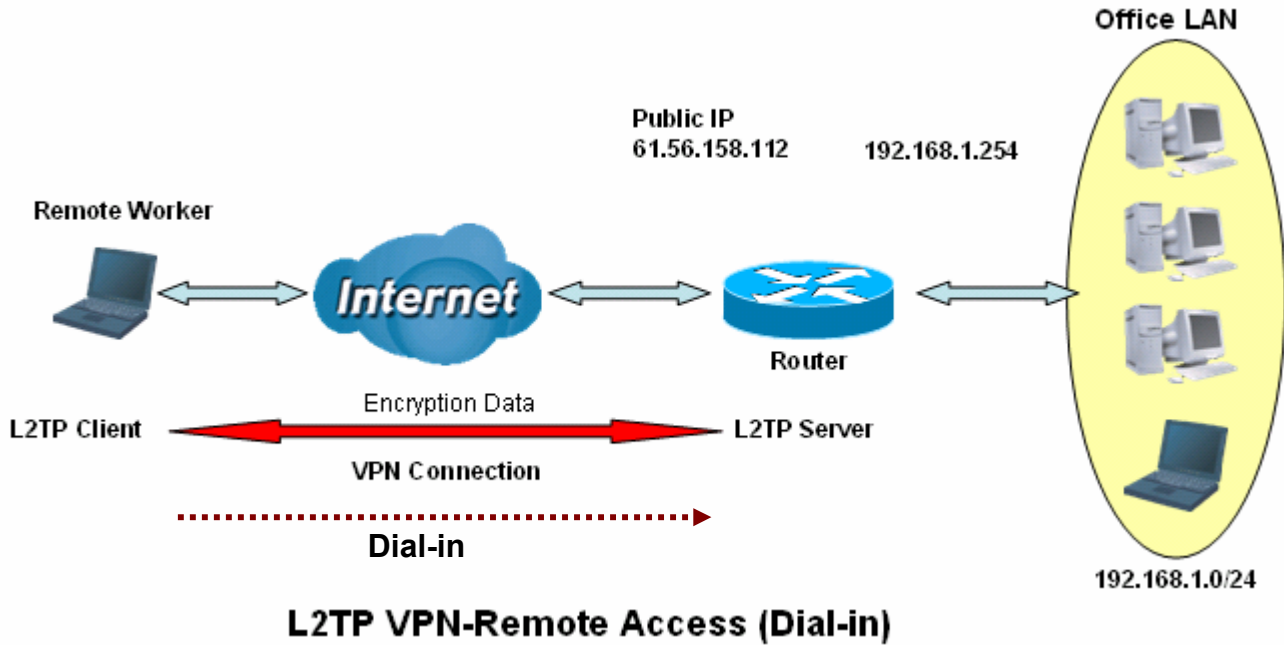 Office LAN
Public IP
61.56.158.112
192.168.1.254
Remote Worker
Internet
Router
Encryption Data
L2TP Client
L2TP Server
VPN Connection
Dial-in
192.168.1.0/24
L2TP VPN-Remote Access (Dial-in)